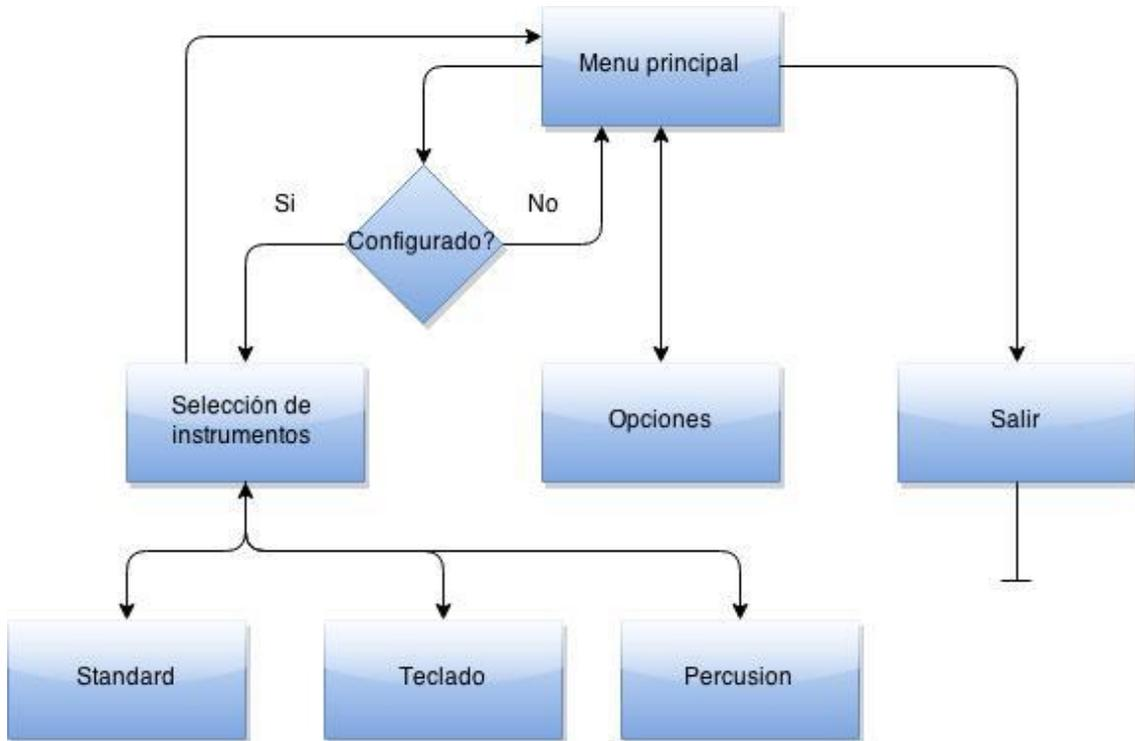 Menu principal
Si
No
Configurado?
Selección de
instrumentos
Opciones
Salir
Standard
Teclado
Percusion